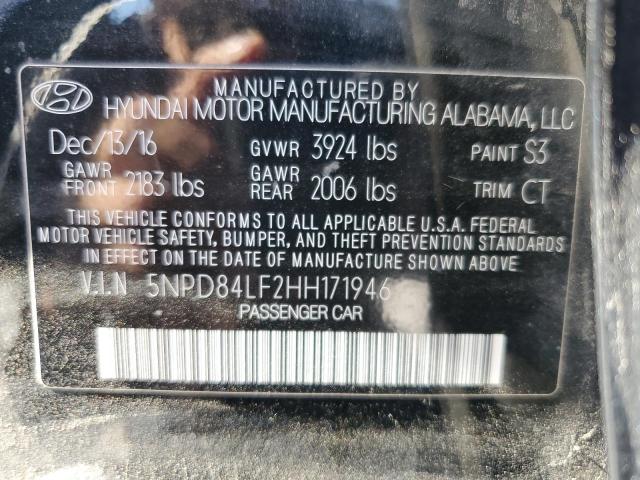 MANUFACTURED BY
HYUNDAI MOTOR MANUFACTURING ALABAMA, LLC
Dec/13/16 GVWR 3924 lbs PAINT S3
GAWR FRONT 2183 lbs GAWR REAR 2006 lbs TRIM CT
THIS VEHICLE CONFORMS TO ALL APPLICABLE U.S.A. FEDERAL
MOTOR VEHICLE SAFETY, BUMPER, AND THEFT PREVENTION STANDARDS
IN EFFECT ON THE DATE OF MANUFACTURE SHOWN ABOVE.
V.I.N 5NPD84LF2HH171946
PASSENGER CAR